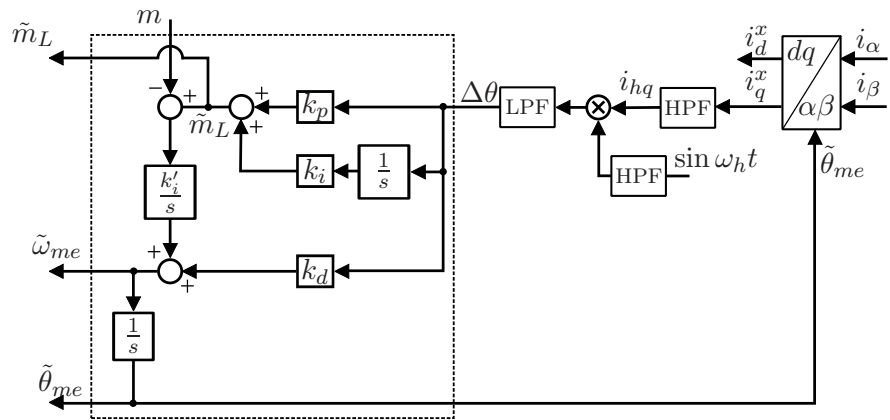 m
m̃_L
i_d^x
dq
i_α
−
+
+
k_p
Δθ
LPF
i_hq
HPF
i_q^x
αβ
i_β
m̃_L
+
k'_i
s
k_i
1
s
HPF
sin ω_h t
θ̃_me
ω̃_me
+
+
k_d
1
s
θ̃_me